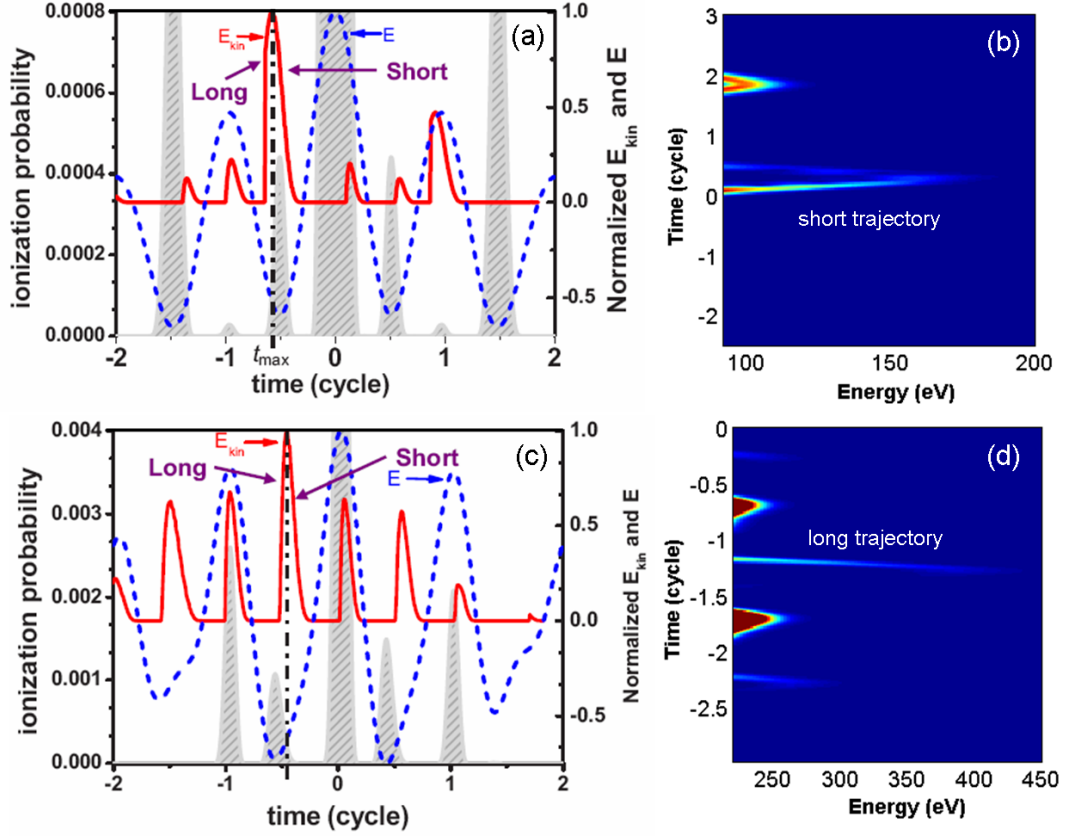 (a)
ionization probability
0.0008
0.0006
0.0004
0.0002
0.0000
E_kin
E
Long
Short
1.0
0.5
0.0
-0.5
Normalized E_kin and E
-2
-1
t_max
0
1
2
time (cycle)
(b)
3
2
1
0
-1
-2
Time (cycle)
short trajectory
100
150
200
Energy (eV)
(c)
ionization probability
0.004
0.003
0.002
0.001
0.000
E_kin
Long
Short
E
1.0
0.5
0.0
-0.5
Normalized E_kin and E
-2
-1
0
1
2
time (cycle)
(d)
0
-0.5
-1
-1.5
-2
-2.5
Time (cycle)
long trajectory
250
300
350
400
450
Energy (eV)